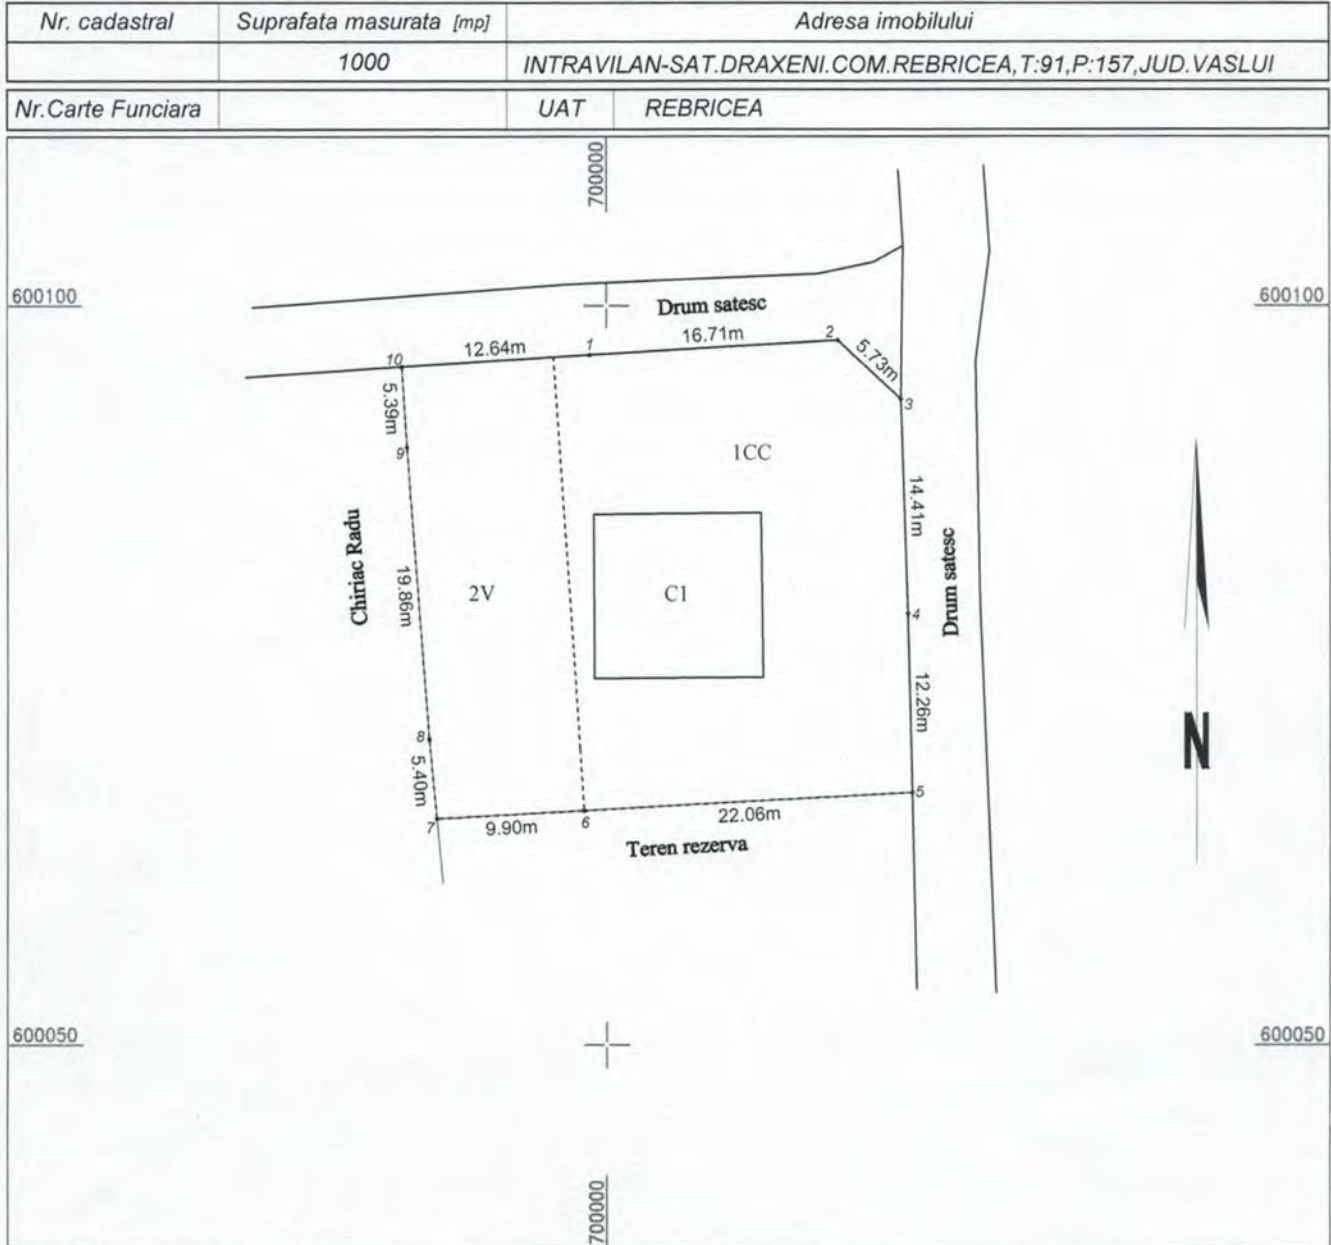 Nr. cadastral Suprafata masurata [mp] Adresa imobilului
1000 INTRAVILAN-SAT.DRAXENI.COM.REBRICEA,T:91,P:157,JUD.VASLUI
Nr.Carte Funciara UAT REBRICEA
700000
600100 600100
Drum satesc
10 12.64m 1 16.71m 2
5.73m
3
5.39m
9
1CC
14.41m
Chiriac Radu
19.86m
2V
C1
Drum satesc
4
12.26m
8
5.40m
N
5
7 9.90m 6 22.06m
Teren rezerva
600050 600050
700000